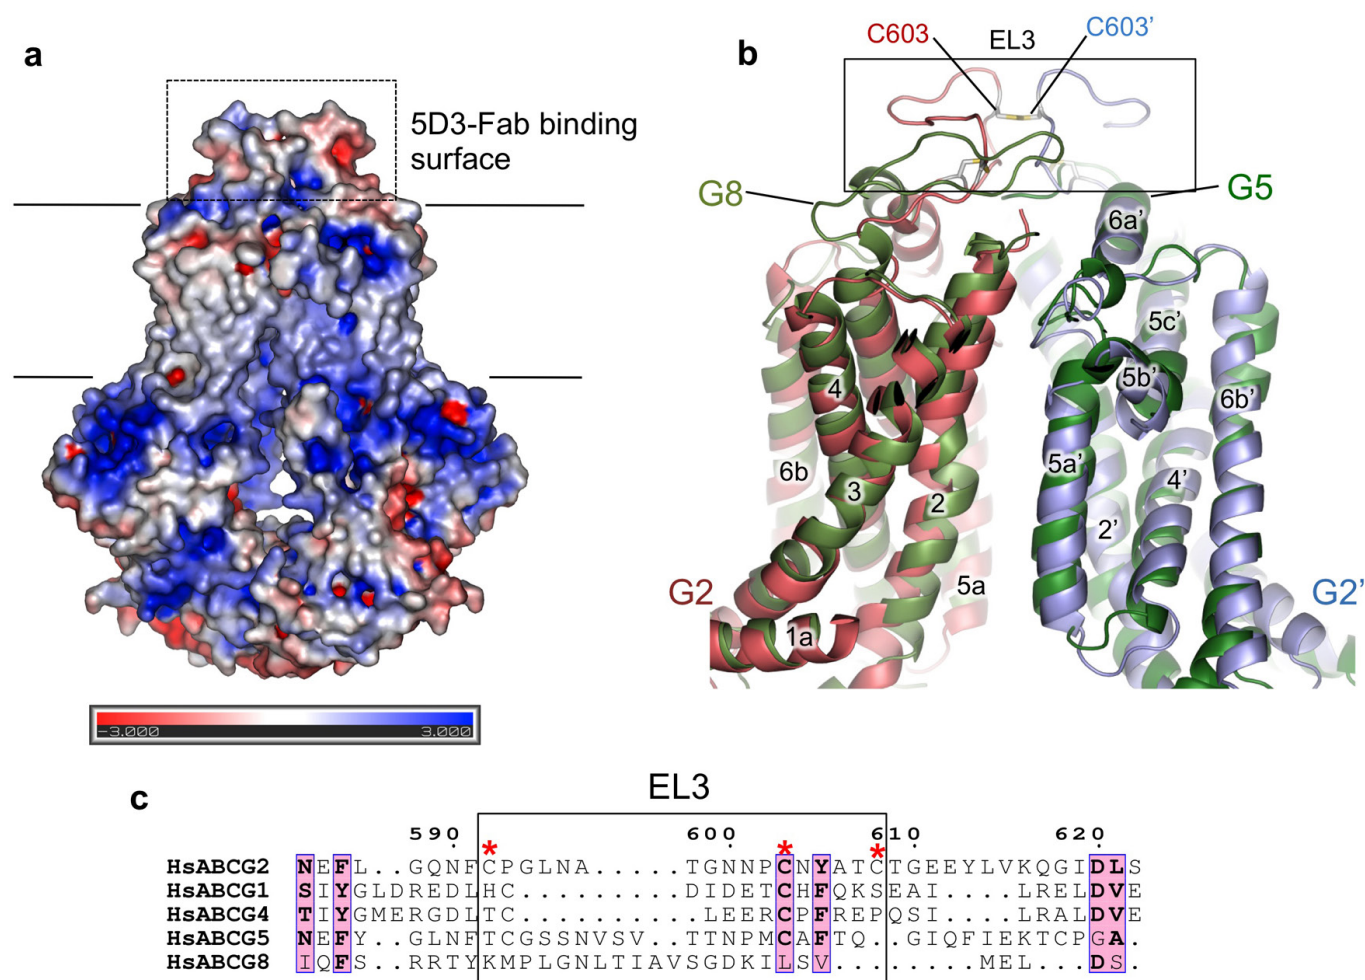 a
5D3-Fab binding
surface
-3.000
3.000
b
C603
EL3
C603’
G8
G5
6a’
5c’
4
5b’
6b’
6b
3
2
5a’
4’
2’
G2
1a
5a
G2’
c
EL3
590
600
610
620
* * *
HsABCG2 NEFL..GQNFCPGLNA.....TGNNPCNYATCTGEEYLVKQGIDLS
HsABCG1 SIYGLDREDLHC.........DIDETCHFQKSEAI....LRELDVE
HsABCG4 TIYGMERGDLTC..........LEERCPFREPQSI....LRALDVE
HsABCG5 NEFY..GLNFTCGSSNVSV..TTNPMCAFTQ..GIQFIEKTCPGA.
HsABCG8 IQFS..RRTYKMPLGNLTIAVSGDKILSV........MEL..DS.